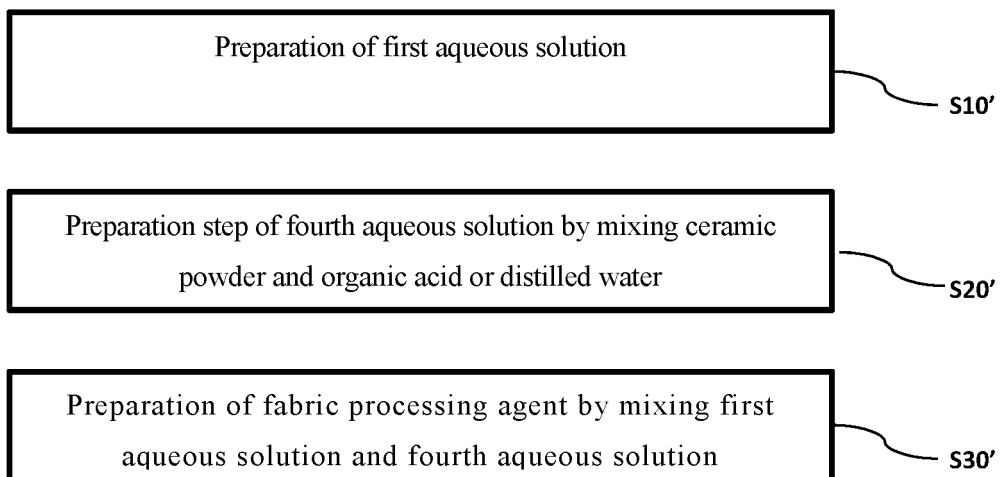 Preparation of first aqueous solution
S10’
Preparation step of fourth aqueous solution by mixing ceramic
powder and organic acid or distilled water
S20’
Preparation of fabric processing agent by mixing first
aqueous solution and fourth aqueous solution
S30’